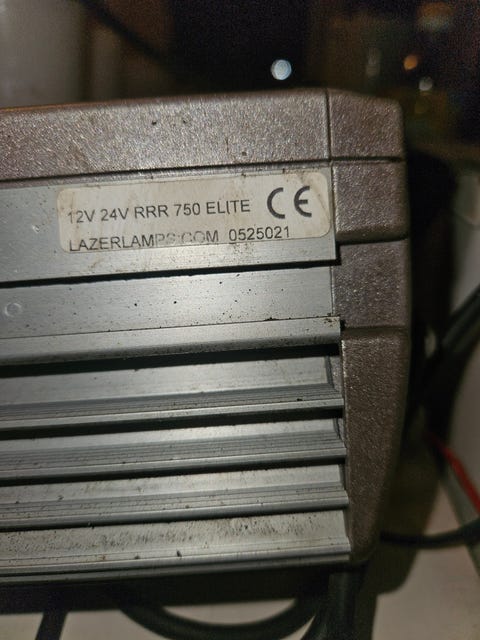 12V 24V RRR 750 ELITE CE
LAZERLAMPS.COM 0525021